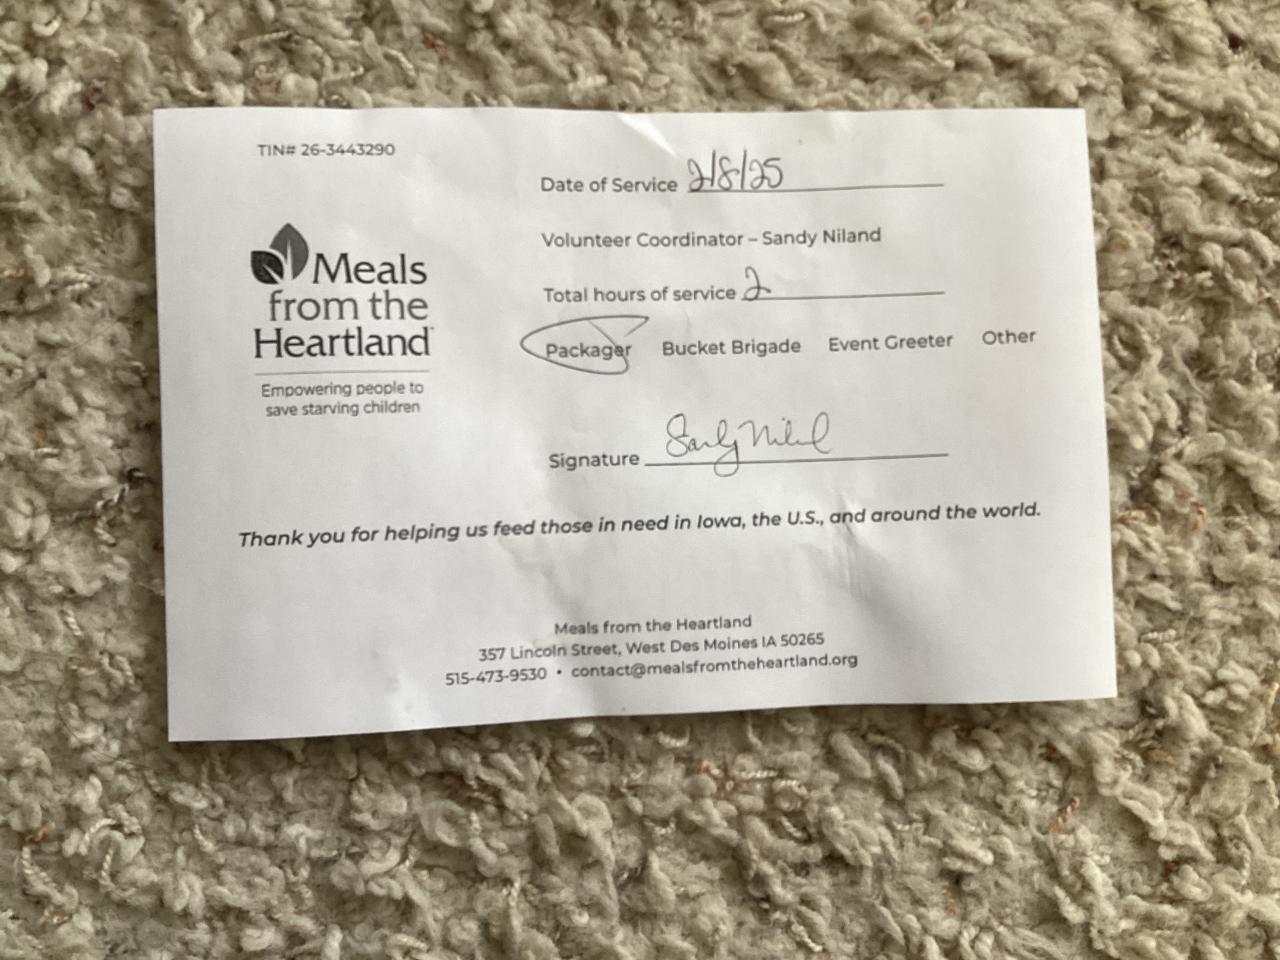 TIN# 26-3443290
Date of Service 2/8/25
Volunteer Coordinator – Sandy Niland
Total hours of service 2
Packager Bucket Brigade Event Greeter Other
Signature Sandy Niland
Meals
from the
Heartland
Empowering people to
save starving children
Thank you for helping us feed those in need in Iowa, the U.S., and around the world.
Meals from the Heartland
357 Lincoln Street, West Des Moines IA 50265
515-473-9530 • contact@mealsfromtheheartland.org